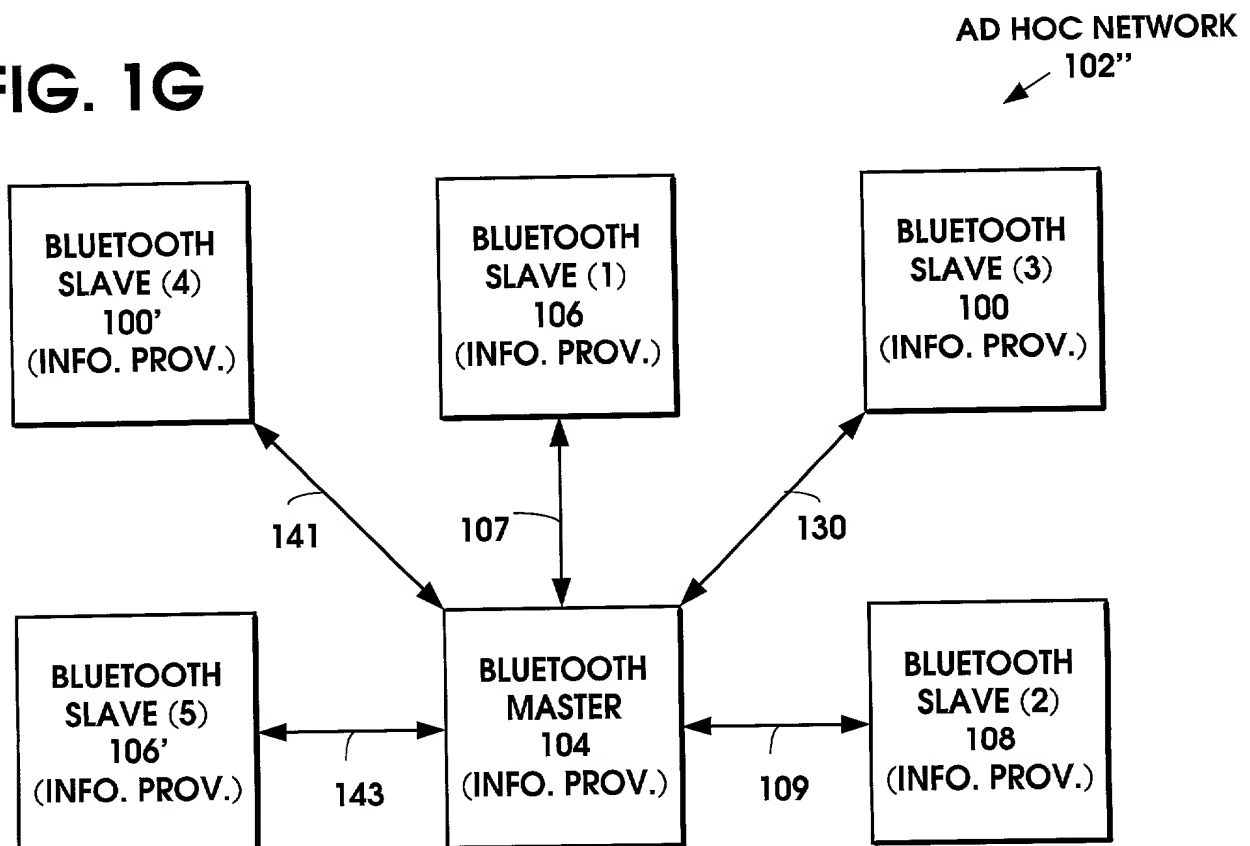 AD HOC NETWORK
102"
FIG. 1G
BLUETOOTH
SLAVE (4)
100'
(INFO. PROV.)
BLUETOOTH
SLAVE (1)
106
(INFO. PROV.)
BLUETOOTH
SLAVE (3)
100
(INFO. PROV.)
141
107
130
BLUETOOTH
SLAVE (5)
106'
(INFO. PROV.)
143
BLUETOOTH
MASTER
104
(INFO. PROV.)
109
BLUETOOTH
SLAVE (2)
108
(INFO. PROV.)